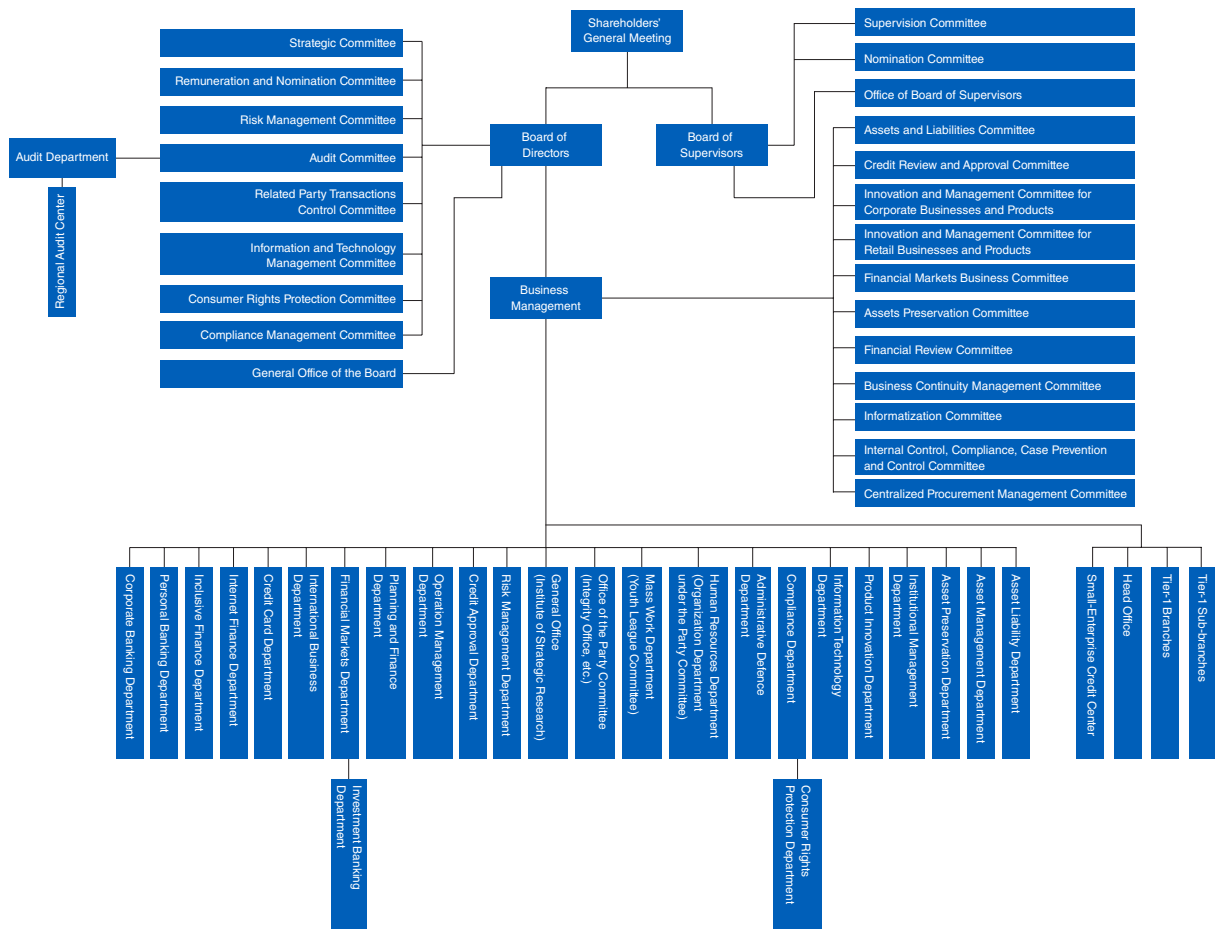 Shareholders'
General Meeting
Strategic Committee
Remuneration and Nomination Committee
Risk Management Committee
Audit Committee
Related Party Transactions
Control Committee
Information and Technology
Management Committee
Consumer Rights Protection Committee
Compliance Management Committee
General Office of the Board
Audit Department
Regional Audit Center
Board of
Directors
Board of
Supervisors
Business
Management
Supervision Committee
Nomination Committee
Office of Board of Supervisors
Assets and Liabilities Committee
Credit Review and Approval Committee
Innovation and Management Committee for
Corporate Businesses and Products
Innovation and Management Committee for
Retail Businesses and Products
Financial Markets Business Committee
Assets Preservation Committee
Financial Review Committee
Business Continuity Management Committee
Informatization Committee
Internal Control, Compliance, Case Prevention
and Control Committee
Centralized Procurement Management Committee
Corporate Banking Department
Personal Banking Department
Inclusive Finance Department
Internet Finance Department
Credit Card Department
International Business
Department
Financial Markets Department
Planning and Finance
Department
Operation Management
Department
Credit Approval Department
Risk Management Department
General Office
(Institute of Strategic Research)
Office of the Party Committee
(Integrity Office, etc.)
Mass Work Department
(Youth League Committee)
Human Resources Department
(Organization Department
under the Party Committee)
Administrative Defence
Department
Compliance Department
Information Technology
Department
Product Innovation Department
Institutional Management
Department
Asset Preservation Department
Asset Management Department
Asset Liability Department
Small-Enterprise Credit Center
Head Office
Tier-1 Branches
Tier-1 Sub-branches
Investment Banking
Department
Consumer Rights
Protection Department